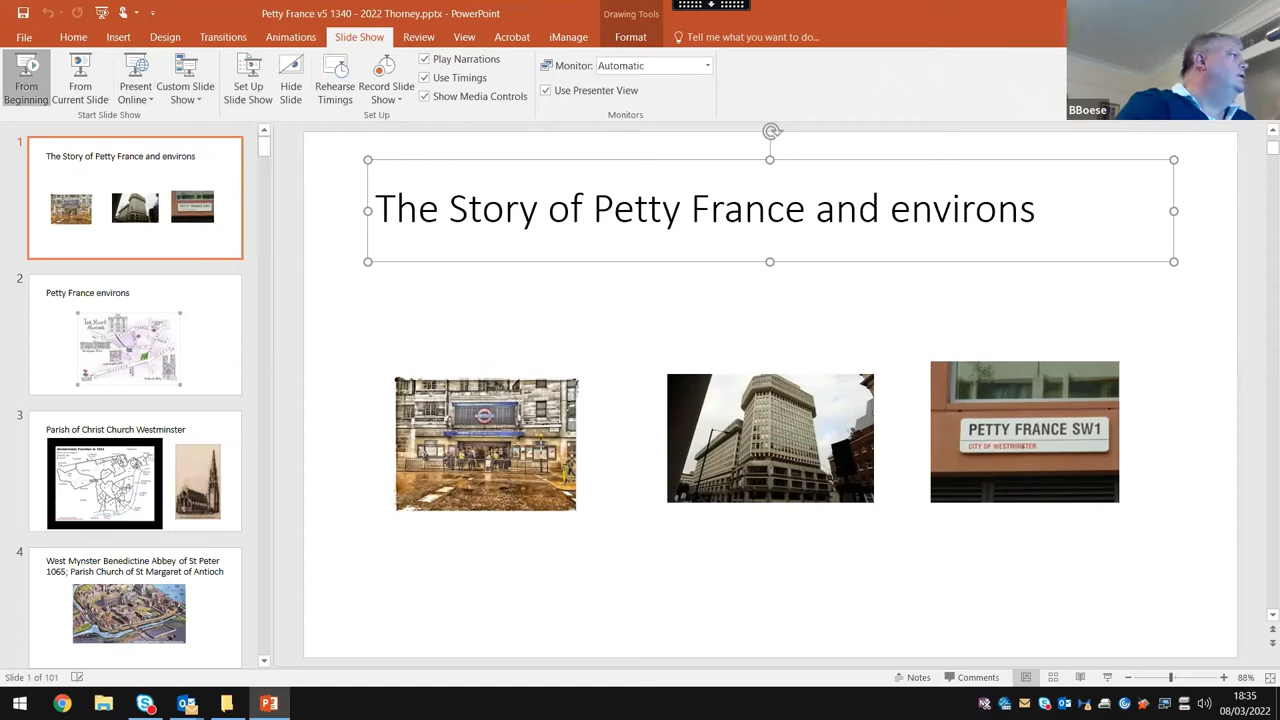 Petty France v5 1340 - 2022 Thorney.pptx - PowerPoint
Drawing Tools
File Home Insert Design Transitions Animations Slide Show Review View Acrobat iManage Format Tell me what you want to do...
From Beginning
From Current Slide
Present Online
Custom Slide Show
Start Slide Show
Set Up Slide Show
Hide Slide
Rehearse Timings
Record Slide Show
Play Narrations
Use Timings
Show Media Controls
Set Up
Monitor: Automatic
Use Presenter View
Monitors
BBoese
1
The Story of Petty France and environs
2
Petty France environs
3
Parish of Christ Church Westminster
4
West Mynster Benedictine Abbey of St Peter
1065; Parish Church of St Margaret of Antioch
The Story of Petty France and environs
PETTY FRANCE SW1
CITY OF WESTMINSTER
Slide 1 of 101
Notes Comments 88%
18:35
08/03/2022